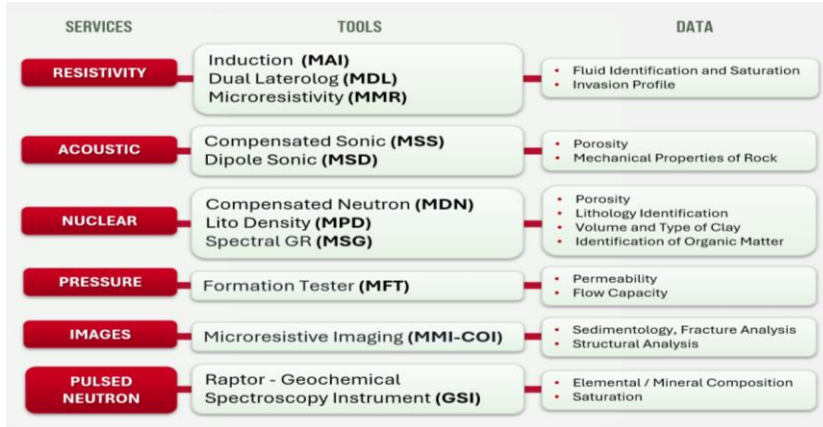 SERVICES TOOLS DATA
RESISTIVITY
Induction (MAI)
Dual Laterolog (MDL)
Microresistivity (MMR)
• Fluid Identification and Saturation
• Invasion Profile
ACOUSTIC
Compensated Sonic (MSS)
Dipole Sonic (MSD)
• Porosity
• Mechanical Properties of Rock
NUCLEAR
Compensated Neutron (MDN)
Lito Density (MPD)
Spectral GR (MSG)
• Porosity
• Lithology Identification
• Volume and Type of Clay
• Identification of Organic Matter
PRESSURE
Formation Tester (MFT)
• Permeability
• Flow Capacity
IMAGES
Microresistive Imaging (MMI-COI)
• Sedimentology, Fracture Analysis
• Structural Analysis
PULSED
NEUTRON
Raptor - Geochemical
Spectroscopy Instrument (GSI)
• Elemental / Mineral Composition
• Saturation